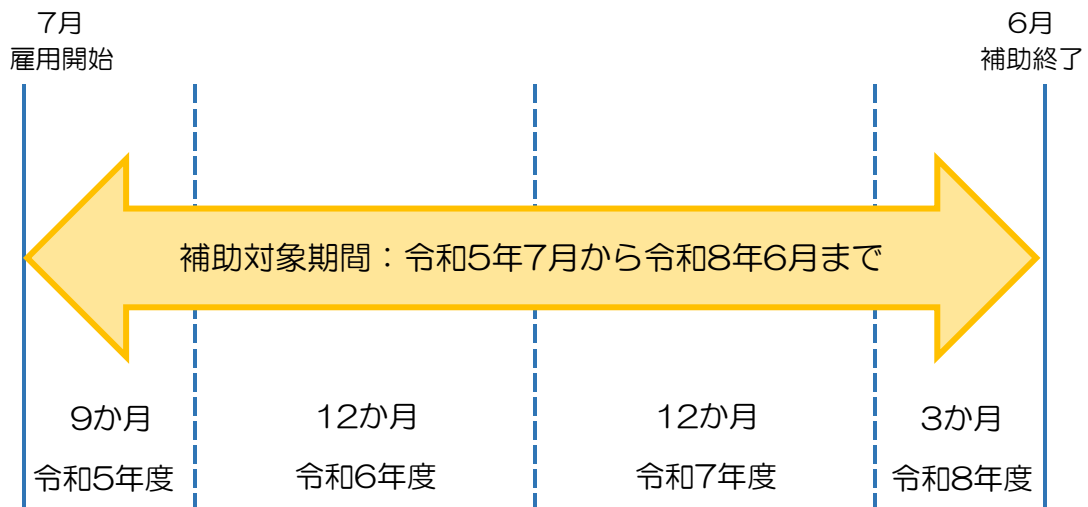 7月
雇用開始
6月
補助終了
補助対象期間：令和5年7月から令和8年6月まで
9か月
12か月
12か月
3か月
令和5年度
令和6年度
令和7年度
令和8年度